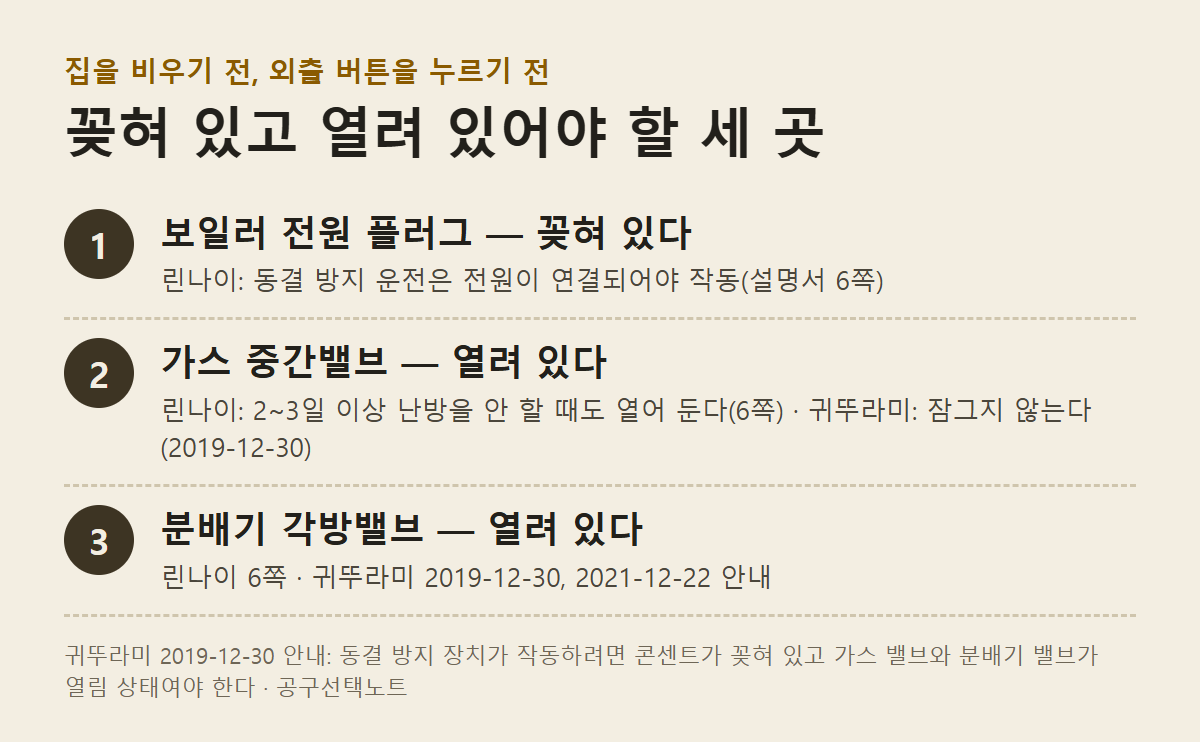 집을 비우기 전, 외출 버튼을 누르기 전
꽂혀 있고 열려 있어야 할 세 곳
1
보일러 전원 플러그 — 꽂혀 있다
린나이: 동결 방지 운전은 전원이 연결되어야 작동(설명서 6쪽)
2
가스 중간밸브 — 열려 있다
린나이: 2~3일 이상 난방을 안 할 때도 열어 둔다(6쪽) · 귀뚜라미: 잠그지 않는다
(2019-12-30)
3
분배기 각방밸브 — 열려 있다
린나이 6쪽 · 귀뚜라미 2019-12-30, 2021-12-22 안내
귀뚜라미 2019-12-30 안내: 동결 방지 장치가 작동하려면 콘센트가 꽂혀 있고 가스 밸브와 분배기 밸브가
열림 상태여야 한다 · 공구선택노트